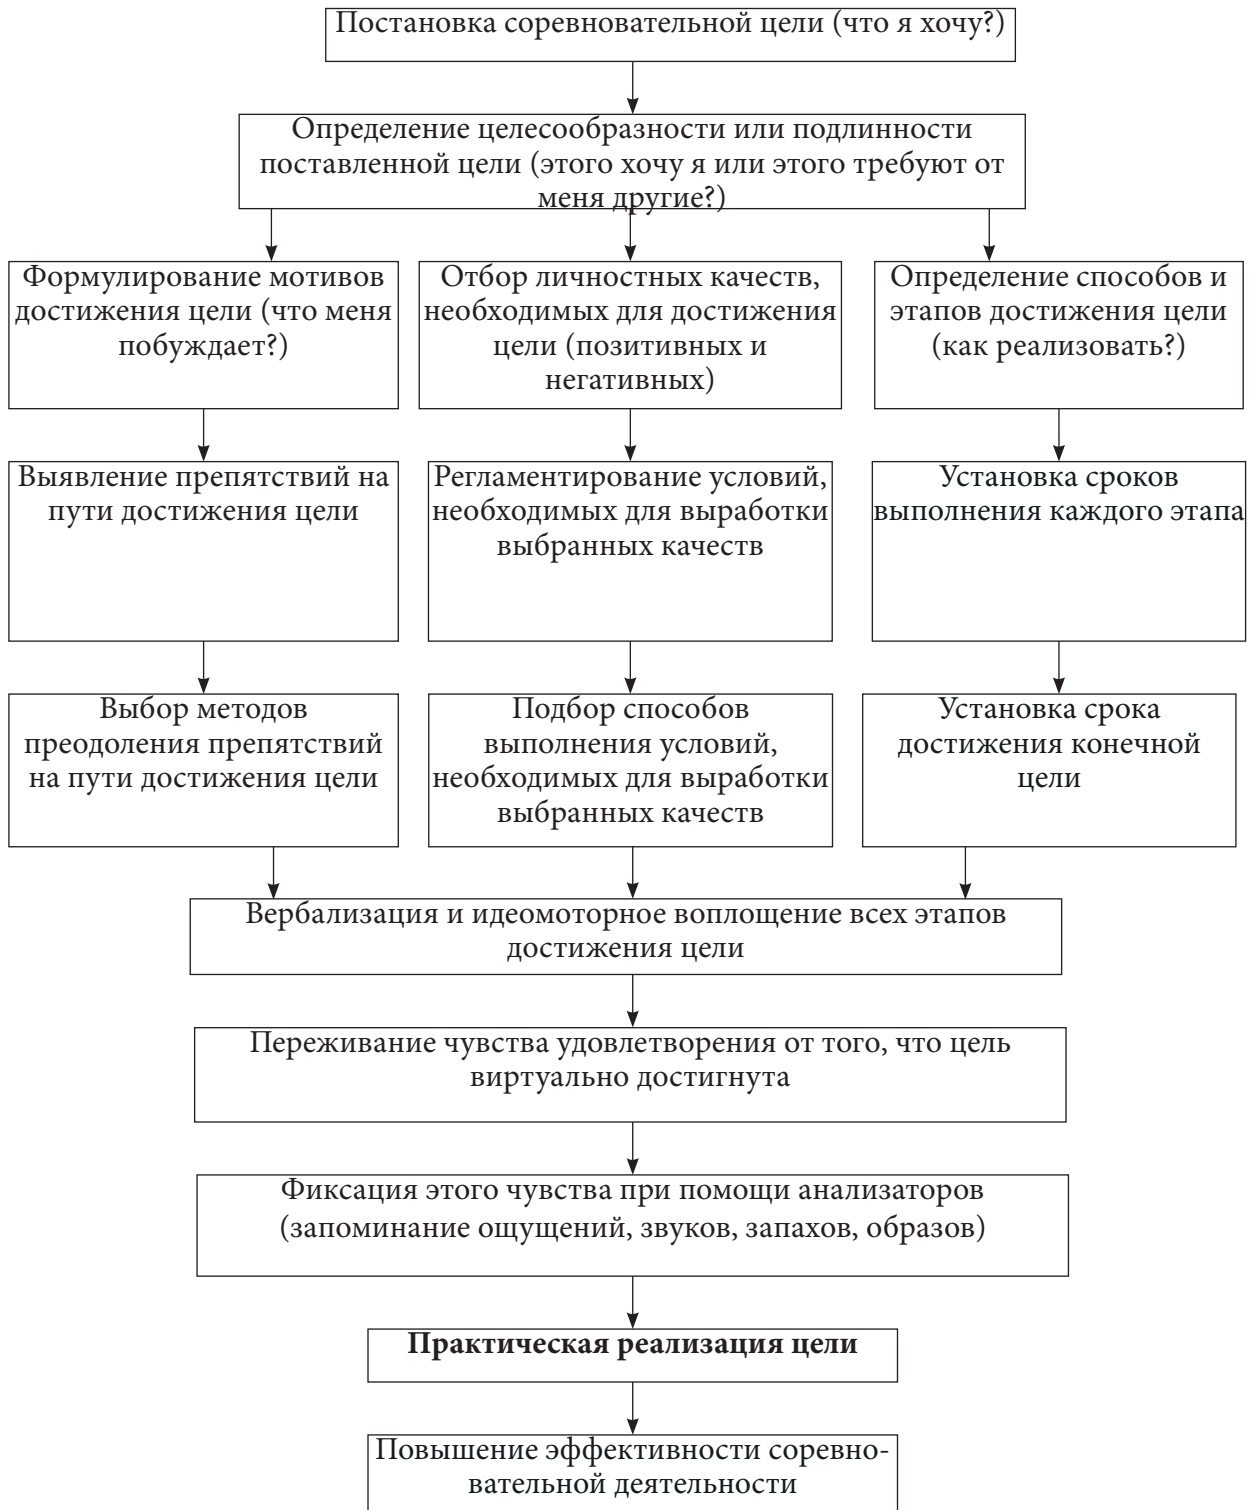 Постановка соревновательной цели (что я хочу?)
Определение целесообразности или подлинности
поставленной цели (этого хочу я или этого требуют от
меня другие?)
Формулирование мотивов
достижения цели (что меня
побуждает?)
Отбор личностных качеств,
необходимых для достижения
цели (позитивных и
негативных)
Определение способов и
этапов достижения цели
(как реализовать?)
Выявление препятствий на
пути достижения цели
Регламентирование условий,
необходимых для выработки
выбранных качеств
Установка сроков
выполнения каждого этапа
Выбор методов
преодоления препятствий
на пути достижения цели
Подбор способов
выполнения условий,
необходимых для выработки
выбранных качеств
Установка срока
достижения конечной
цели
Вербализация и идеомоторное воплощение всех этапов
достижения цели
Переживание чувства удовлетворения от того, что цель
виртуально достигнута
Фиксация этого чувства при помощи анализаторов
(запоминание ощущений, звуков, запахов, образов)
Практическая реализация цели
Повышение эффективности соревно-
вательной деятельности